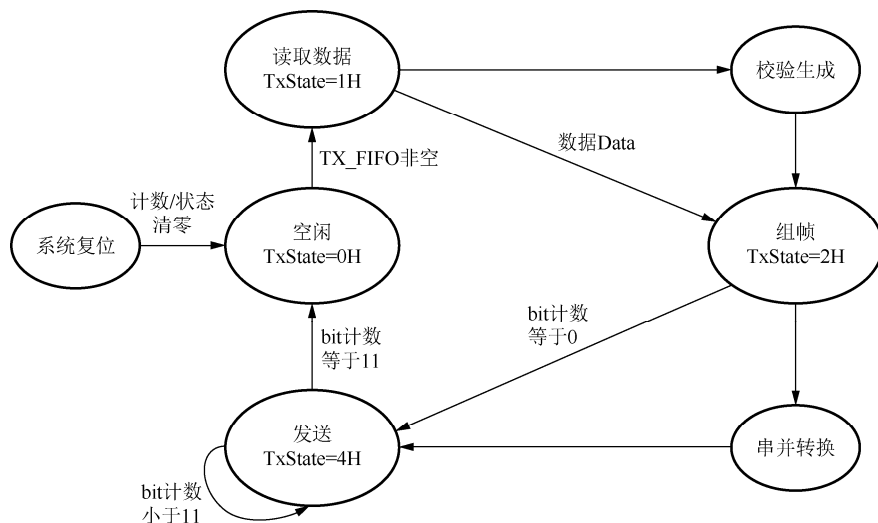 读取数据
TxState=1H
校验生成
数据Data
TX_FIFO非空
计数/状态
清零
系统复位
空闲
TxState=0H
组帧
TxState=2H
bit计数
等于0
bit计数
等于11
发送
TxState=4H
串并转换
bit计数
小于11